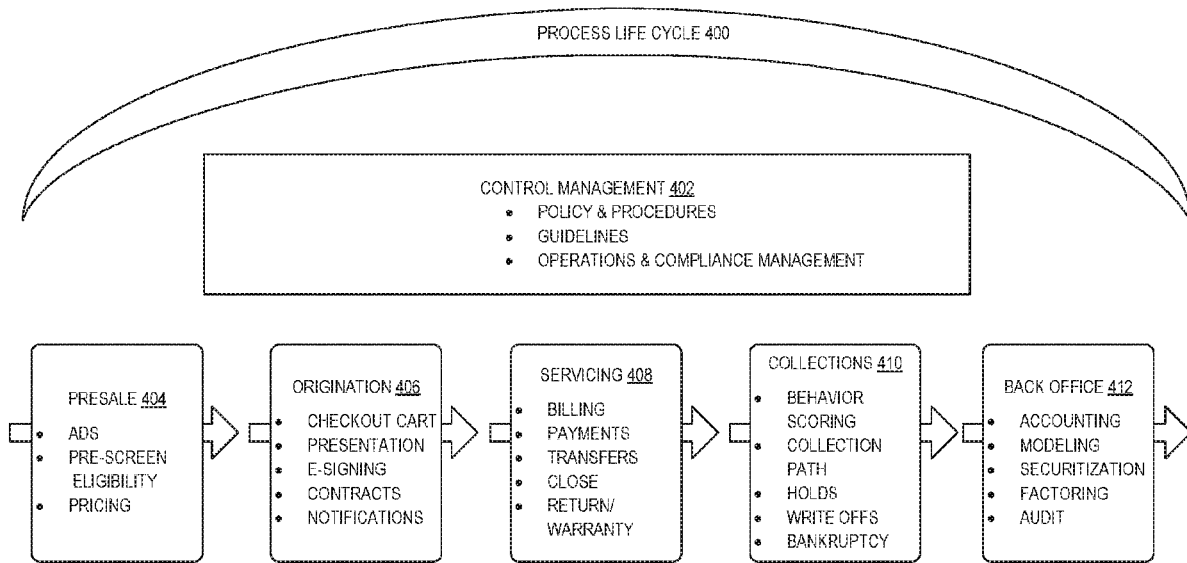 PROCESS LIFE CYCLE 400
CONTROL MANAGEMENT 402
• POLICY & PROCEDURES
• GUIDELINES
• OPERATIONS & COMPLIANCE MANAGEMENT
PRESALE 404
• ADS
• PRE-SCREEN
ELIGIBILITY
• PRICING
ORIGINATION 406
• CHECKOUT CART
• PRESENTATION
• E-SIGNING
• CONTRACTS
• NOTIFICATIONS
SERVICING 408
• BILLING
• PAYMENTS
• TRANSFERS
• CLOSE
• RETURN/
WARRANTY
COLLECTIONS 410
• BEHAVIOR
SCORING
• COLLECTION
PATH
• HOLDS
• WRITE OFFS
• BANKRUPTCY
BACK OFFICE 412
• ACCOUNTING
• MODELING
• SECURITIZATION
• FACTORING
• AUDIT